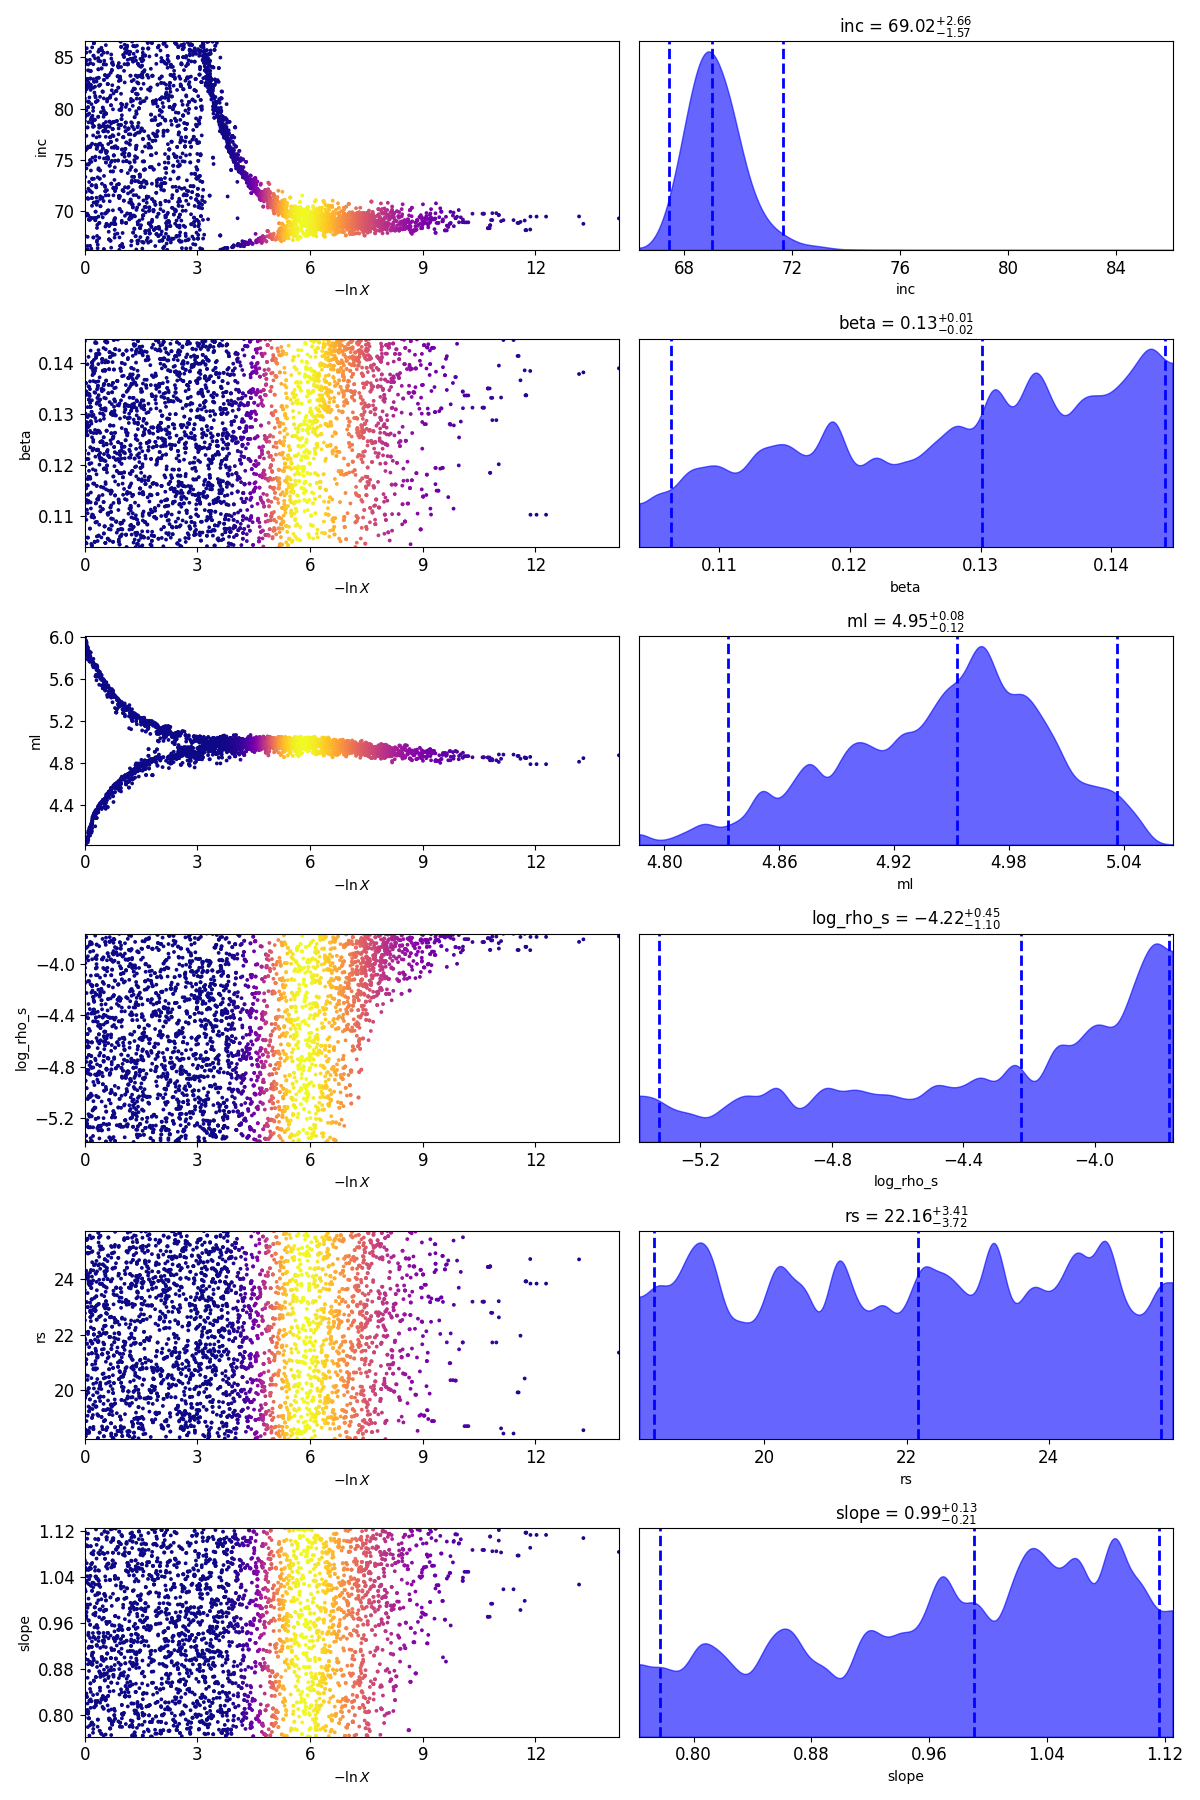 inc = 69.02+2.66−1.57
85
80
75
70
inc
0 3 6 9 12
−ln X
68 72 76 80 84
inc
beta = 0.13+0.01−0.02
0.14
0.13
0.12
0.11
beta
0 3 6 9 12
−ln X
0.11 0.12 0.13 0.14
beta
ml = 4.95+0.08−0.12
6.0
5.6
5.2
4.8
4.4
ml
0 3 6 9 12
−ln X
4.80 4.86 4.92 4.98 5.04
ml
log_rho_s = −4.22+0.45−1.10
−4.0
−4.4
−4.8
−5.2
log_rho_s
0 3 6 9 12
−ln X
−5.2 −4.8 −4.4 −4.0
log_rho_s
rs = 22.16+3.41−3.72
24
22
20
rs
0 3 6 9 12
−ln X
20 22 24
rs
slope = 0.99+0.13−0.21
1.12
1.04
0.96
0.88
0.80
slope
0 3 6 9 12
−ln X
0.80 0.88 0.96 1.04 1.12
slope